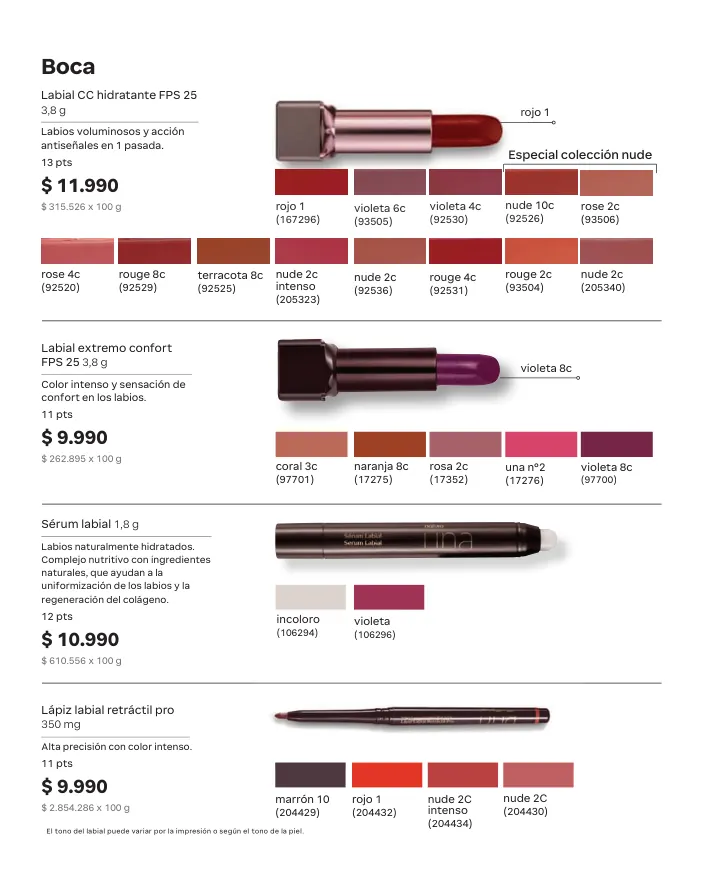 Boca
Labial CC hidratante FPS 25
3,8 g
Labios voluminosos y acción
antiseñales en 1 pasada.
13 pts
$ 11.990
$ 315.526 x 100 g
rojo 1
Especial colección nude
rojo 1
(167296)
violeta 6c
(93505)
violeta 4c
(92530)
nude 10c
(92526)
rose 2c
(93506)
rose 4c
(92520)
rouge 8c
(92529)
terracota 8c
(92525)
nude 2c
intenso
(205323)
nude 2c
(92536)
rouge 4c
(92531)
rouge 2c
(93504)
nude 2c
(205340)
Labial extremo confort
FPS 25 3,8 g
Color intenso y sensación de
confort en los labios.
11 pts
$ 9.990
$ 262.895 x 100 g
violeta 8c
coral 3c
(97701)
naranja 8c
(17275)
rosa 2c
(17352)
una n°2
(17276)
violeta 8c
(97700)
Sérum labial 1,8 g
Labios naturalmente hidratados.
Complejo nutritivo con ingredientes
naturales, que ayudan a la
uniformización de los labios y la
regeneración del colágeno.
12 pts
$ 10.990
$ 610.556 x 100 g
Sérum Labial
Serum Labial
una
incoloro
(106294)
violeta
(106296)
Lápiz labial retráctil pro
350 mg
Alta precisión con color intenso.
11 pts
$ 9.990
$ 2.854.286 x 100 g
una
marrón 10
(204429)
rojo 1
(204432)
nude 2C
intenso
(204434)
nude 2C
(204430)
El tono del labial puede variar por la impresión o según el tono de la piel.